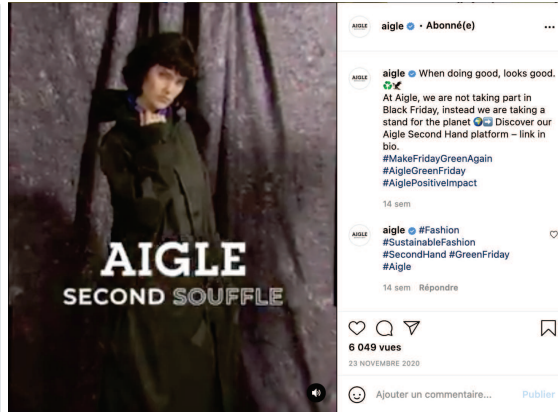 AIGLE
SECOND SOUFFLE
AIGLE
aigle • Abonné(e)
AIGLE
aigle When doing good, looks good.
At Aigle, we are not taking part in
Black Friday, instead we are taking a
stand for the planet Discover our
Aigle Second Hand platform – link in
bio.
#MakeFridayGreenAgain
#AigleGreenFriday
#AiglePositiveImpact
14 sem
AIGLE
aigle #Fashion
#SustainableFashion
#SecondHand #GreenFriday
#Aigle
14 sem Répondre
6 049 vues
23 NOVEMBRE 2020
Ajouter un commentaire... Publier